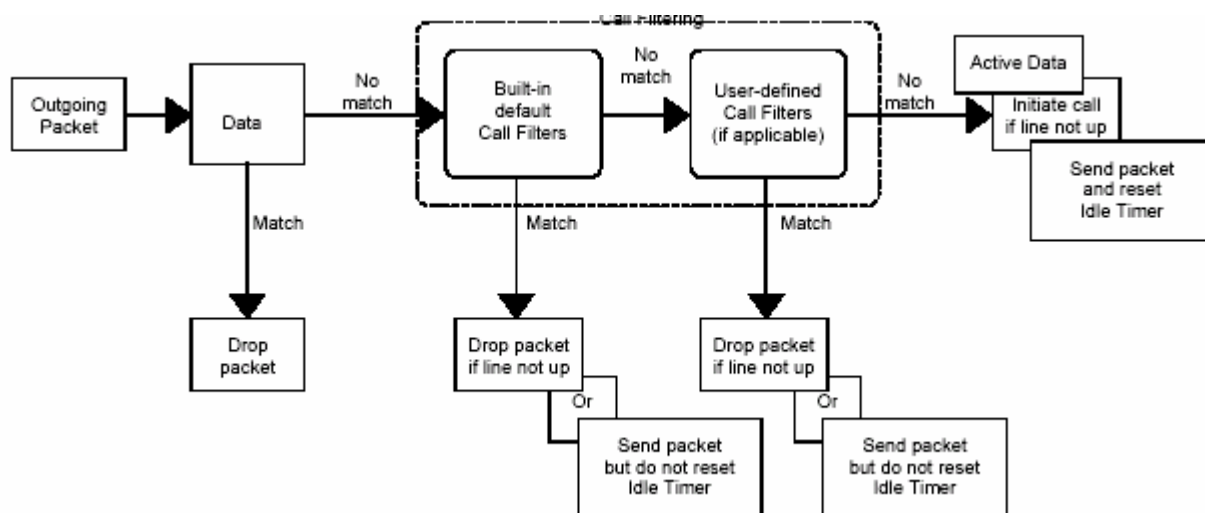 Call Filtering
Outgoing
Packet
Data
No
match
Built-in
default
Call Filters
No
match
User-defined
Call Filters
(if applicable)
No
match
Active Data
Initiate call
if line not up
Send packet
and reset
Idle Timer
Match
Match
Match
Drop
packet
Drop packet
if line not up
Or
Send packet
but do not reset
Idle Timer
Drop packet
if line not up
Or
Send packet
but do not reset
Idle Timer